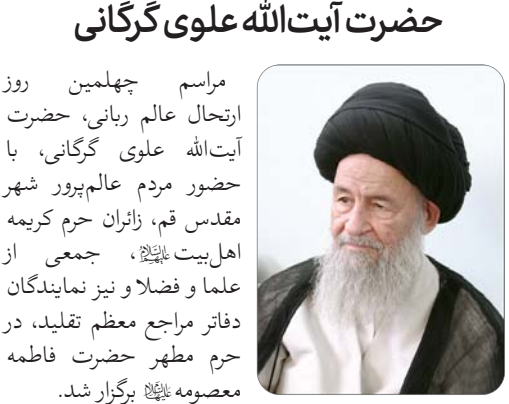 حضرت آیت‌الله علوی گرگانی
مراسم چهلمین روز
ارتحال عالم ربانی، حضرت
آیت‌الله علوی گرگانی، با
حضور مردم عالم‌پرور شهر
مقدس قم، زائران حرم کریمه
اهل‌بیت علیهم‌السلام، جمعی از
علما و فضلا و نیز نمایندگان
دفاتر مراجع معظم تقلید، در
حرم مطهر حضرت فاطمه
معصومه علیهاالسلام برگزار شد.